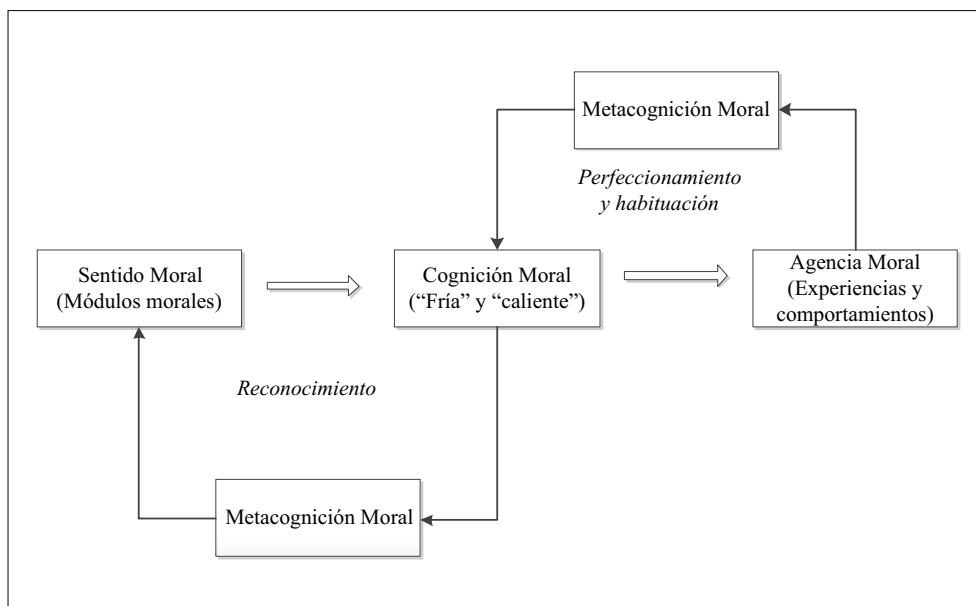 Metacognición Moral
Perfeccionamiento
y habituación
Sentido Moral
(Módulos morales)
Cognición Moral
(“Fría” y “caliente”)
Agencia Moral
(Experiencias y
comportamientos)
Reconocimiento
Metacognición Moral